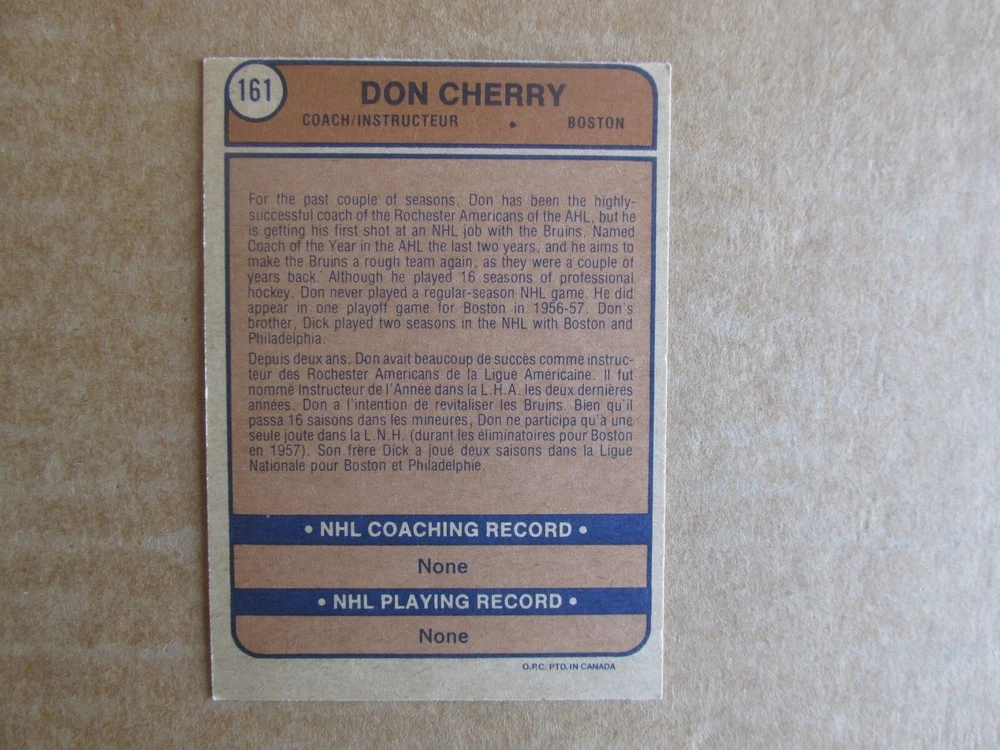 161
DON CHERRY
COACH/INSTRUCTEUR • BOSTON
For the past couple of seasons, Don has been the highly-
successful coach of the Rochester Americans of the AHL, but he
is getting his first shot at an NHL job with the Bruins. Named
Coach of the Year in the AHL the last two years, and he aims to
make the Bruins a rough team again, as they were a couple of
years back. Although he played 16 seasons of professional
hockey, Don never played a regular-season NHL game. He did
appear in one playoff game for Boston in 1956-57. Don's
brother, Dick played two seasons in the NHL with Boston and
Philadelphia.
Depuis deux ans, Don avait beaucoup de succès comme instruc-
teur des Rochester Americans de la Ligue Américaine. Il fut
nommé Instructeur de l'Année dans la L.H.A. les deux dernières
années. Don a l'intention de revitaliser les Bruins. Bien qu'il
passa 16 saisons dans les mineures, Don ne participa qu'à une
seule joute dans la L.N.H. (durant les éliminatoires pour Boston
en 1957). Son frère Dick a joué deux saisons dans la Ligue
Nationale pour Boston et Philadelphie.
• NHL COACHING RECORD •
None
• NHL PLAYING RECORD •
None
O.P.C. PTD. IN CANADA